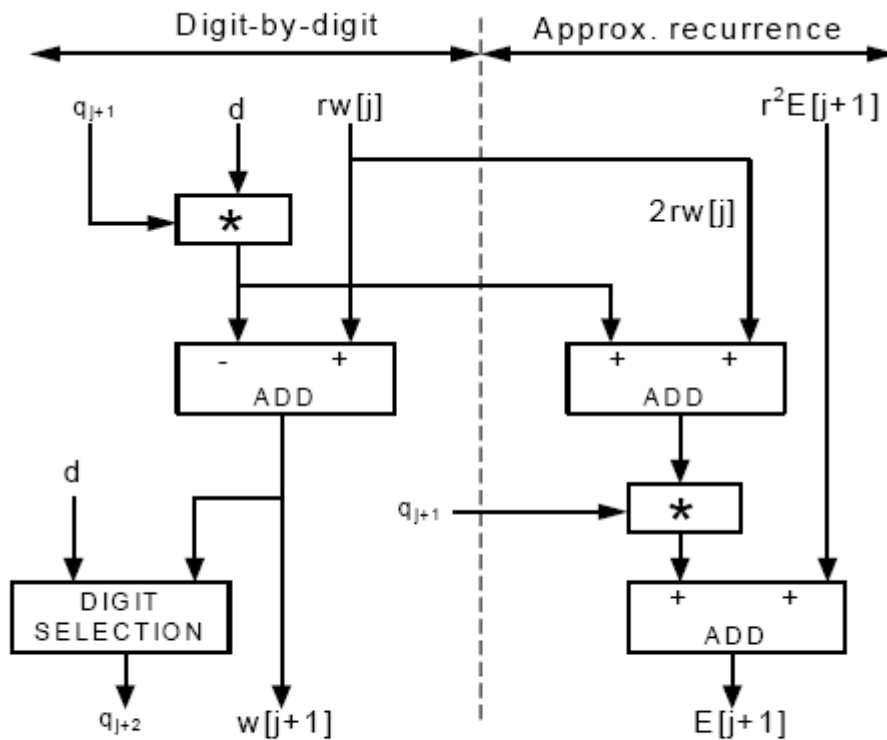 Digit-by-digit
Approx. recurrence
q_{j+1}
d
rw[j]
r²E[j+1]
*
2rw[j]
- +
ADD
+ +
ADD
d
q_{j+1}
*
DIGIT
SELECTION
+ +
ADD
q_{j+2}
w[j+1]
E[j+1]